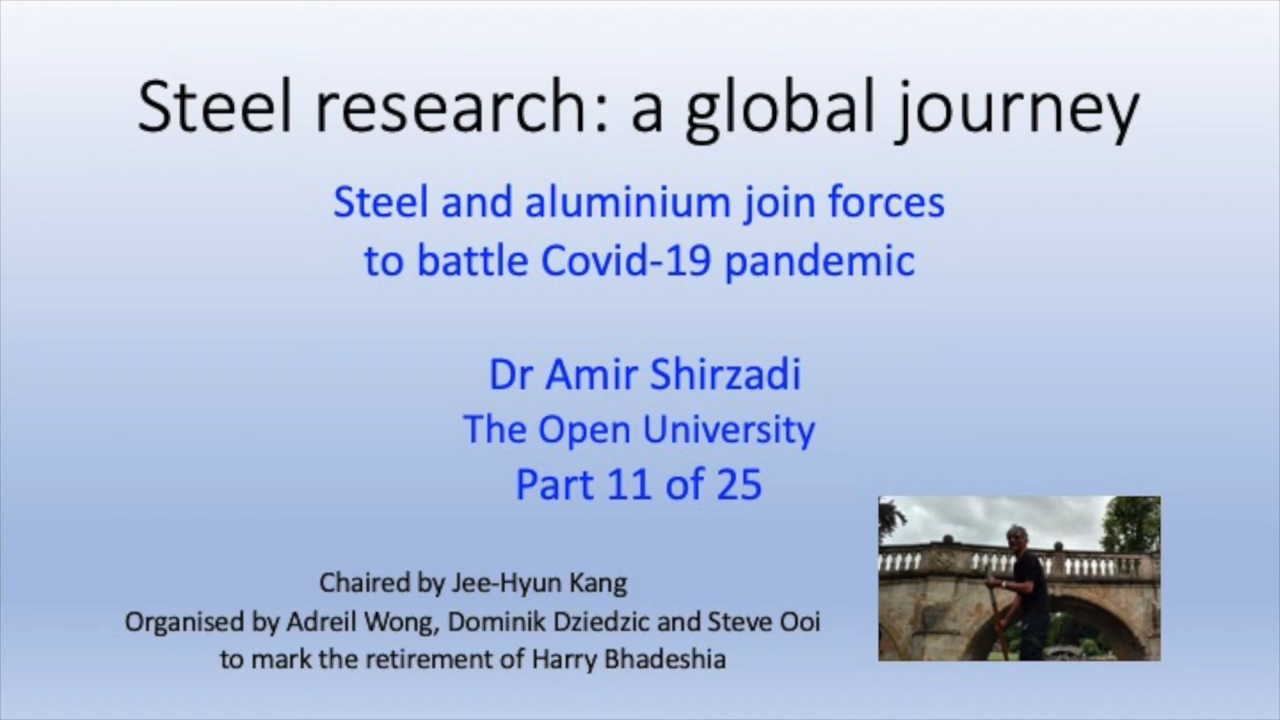 Steel research: a global journey
Steel and aluminium join forces
to battle Covid-19 pandemic
Dr Amir Shirzadi
The Open University
Part 11 of 25
Chaired by Jee-Hyun Kang
Organised by Adreil Wong, Dominik Dziedzic and Steve Ooi
to mark the retirement of Harry Bhadeshia